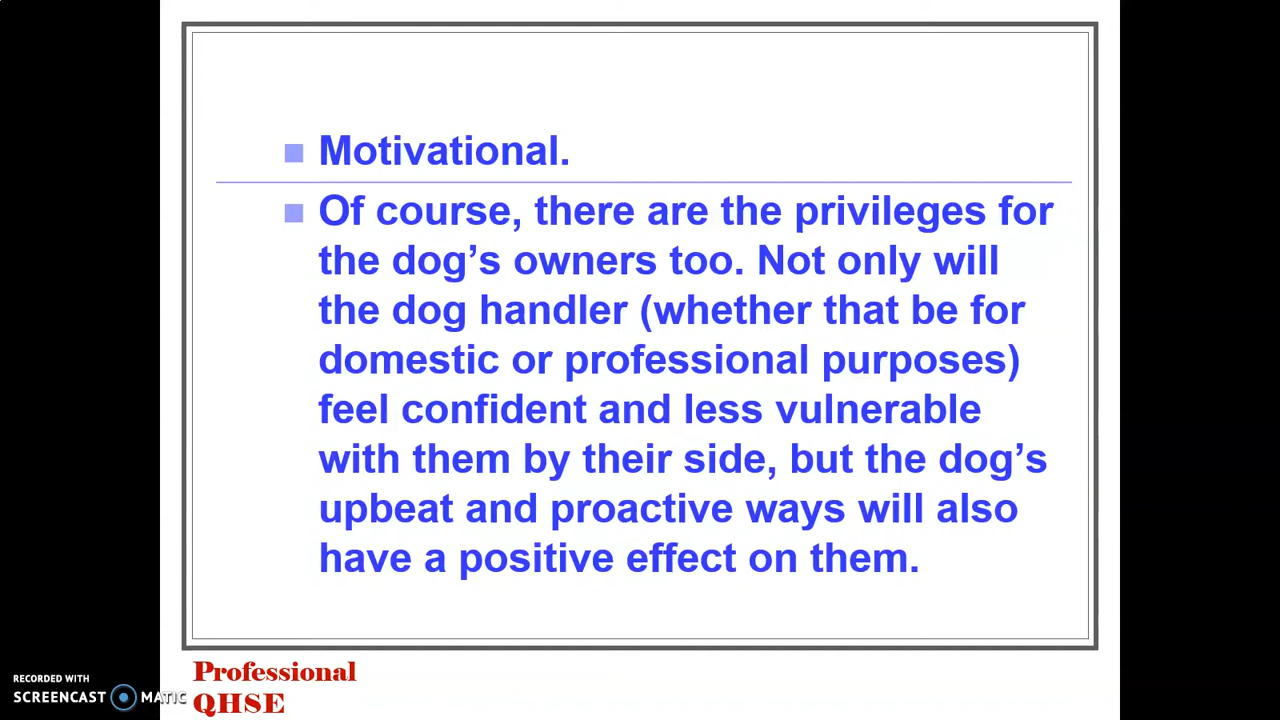 Motivational.
Of course, there are the privileges for
the dog’s owners too. Not only will
the dog handler (whether that be for
domestic or professional purposes)
feel confident and less vulnerable
with them by their side, but the dog’s
upbeat and proactive ways will also
have a positive effect on them.
Professional
QHSE
RECORDED WITH
SCREENCAST MATIC